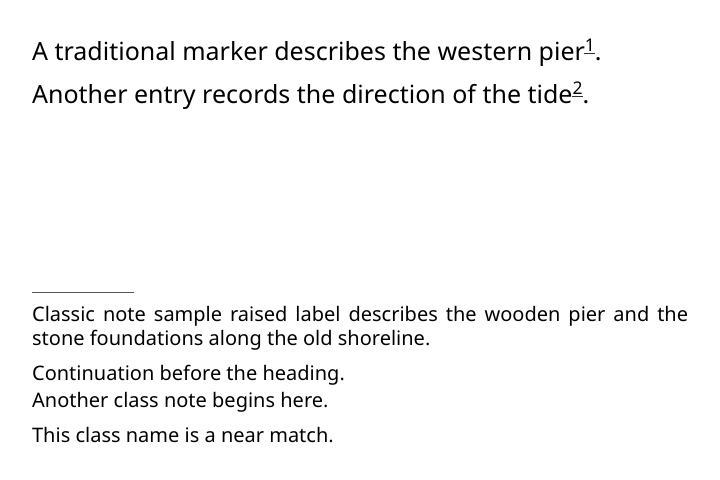 A traditional marker describes the western pier1.
Another entry records the direction of the tide2.
Classic note sample raised label describes the wooden pier and the
stone foundations along the old shoreline.
Continuation before the heading.
Another class note begins here.
This class name is a near match.